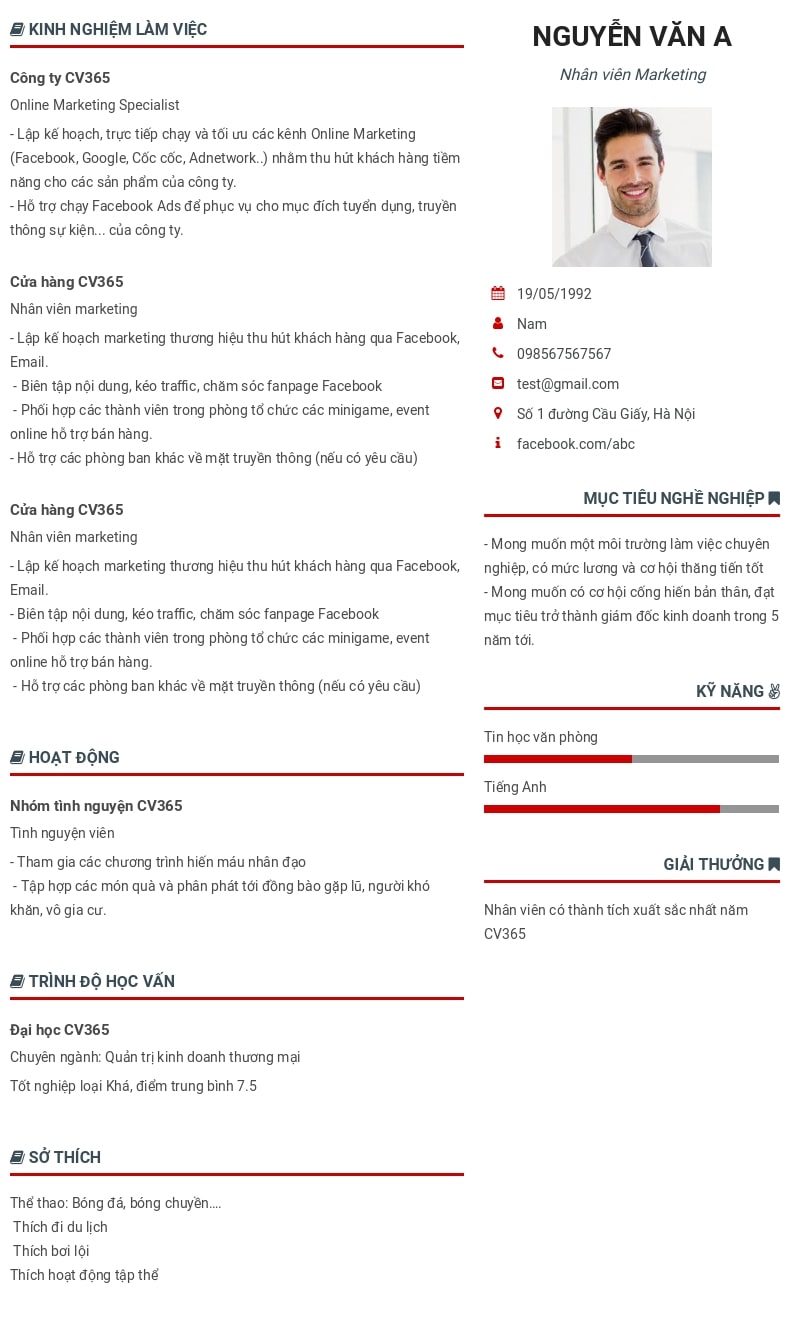 KINH NGHIỆM LÀM VIỆC
Công ty CV365
Online Marketing Specialist
- Lập kế hoạch, trực tiếp chạy và tối ưu các kênh Online Marketing
(Facebook, Google, Cốc cốc, Adnetwork..) nhằm thu hút khách hàng tiềm
năng cho các sản phẩm của công ty.
- Hỗ trợ chạy Facebook Ads để phục vụ cho mục đích tuyển dụng, truyền
thông sự kiện... của công ty.
Cửa hàng CV365
Nhân viên marketing
- Lập kế hoạch marketing thương hiệu thu hút khách hàng qua Facebook,
Email.
- Biên tập nội dung, kéo traffic, chăm sóc fanpage Facebook
- Phối hợp các thành viên trong phòng tổ chức các minigame, event
online hỗ trợ bán hàng.
- Hỗ trợ các phòng ban khác về mặt truyền thông (nếu có yêu cầu)
Cửa hàng CV365
Nhân viên marketing
- Lập kế hoạch marketing thương hiệu thu hút khách hàng qua Facebook,
Email.
- Biên tập nội dung, kéo traffic, chăm sóc fanpage Facebook
- Phối hợp các thành viên trong phòng tổ chức các minigame, event
online hỗ trợ bán hàng.
- Hỗ trợ các phòng ban khác về mặt truyền thông (nếu có yêu cầu)
HOẠT ĐỘNG
Nhóm tình nguyện CV365
Tình nguyện viên
- Tham gia các chương trình hiến máu nhân đạo
- Tập hợp các món quà và phân phát tới đồng bào gặp lũ, người khó
khăn, vô gia cư.
TRÌNH ĐỘ HỌC VẤN
Đại học CV365
Chuyên ngành: Quản trị kinh doanh thương mại
Tốt nghiệp loại Khá, điểm trung bình 7.5
SỞ THÍCH
Thể thao: Bóng đá, bóng chuyền....
Thích đi du lịch
Thích bơi lội
Thích hoạt động tập thể
NGUYỄN VĂN A
Nhân viên Marketing
19/05/1992
Nam
098567567567
test@gmail.com
Số 1 đường Cầu Giấy, Hà Nội
facebook.com/abc
MỤC TIÊU NGHỀ NGHIỆP
- Mong muốn một môi trường làm việc chuyên
nghiệp, có mức lương và cơ hội thăng tiến tốt
- Mong muốn có cơ hội cống hiến bản thân, đạt
mục tiêu trở thành giám đốc kinh doanh trong 5
năm tới.
KỸ NĂNG
Tin học văn phòng
Tiếng Anh
GIẢI THƯỞNG
Nhân viên có thành tích xuất sắc nhất năm
CV365